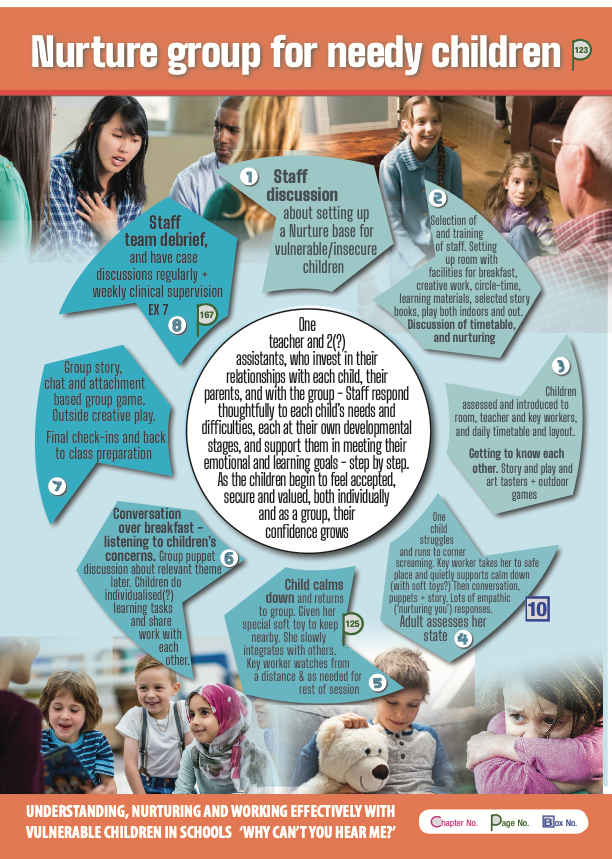 Nurture group for needy children
P 123
1
Staff
discussion
about setting up
a Nurture base for
vulnerable/insecure
children
2
Selection of
and training
of staff. Setting
up room with
facilities for breakfast,
creative work, circle-time,
learning materials, selected story
books, play both indoors and out.
Discussion of timetable,
and nurturing
3
Children
assessed and introduced to
room, teacher and key workers,
and daily timetable and layout.
Getting to know each
other. Story and play and
art tasters + outdoor
games
One
child
struggles
and runs to corner
screaming. Key worker takes her to safe
place and quietly supports calm down
(with soft toys?) Then conversation,
puppets + story. Lots of empathic
('nurturing you') responses.
Adult assesses her
state 4
10
Child calms
down and returns
to group. Given her
special soft toy to keep
nearby. She slowly
integrates with others.
Key worker watches from
a distance & as needed for
rest of session
P 125
5
Conversation
over breakfast –
listening to children's
concerns. Group puppet
discussion about relevant theme
later. Children do
individualised(?)
learning tasks
and share
work with
each
other.
6
Group story,
chat and attachment
based group game.
Outside creative play.
Final check-ins and back
to class preparation
7
Staff
team debrief,
and have case
discussions regularly +
weekly clinical supervision
EX 7
8
P 167
One
teacher and 2(?)
assistants, who invest in their
relationships with each child, their
parents, and with the group – Staff respond
thoughtfully to each child's needs and
difficulties, each at their own developmental
stages, and support them in meeting their
emotional and learning goals – step by step.
As the children begin to feel accepted,
secure and valued, both individually
and as a group, their
confidence grows
UNDERSTANDING, NURTURING AND WORKING EFFECTIVELY WITH
VULNERABLE CHILDREN IN SCHOOLS 'WHY CAN'T YOU HEAR ME?'
Chapter No. Page No. Box No.